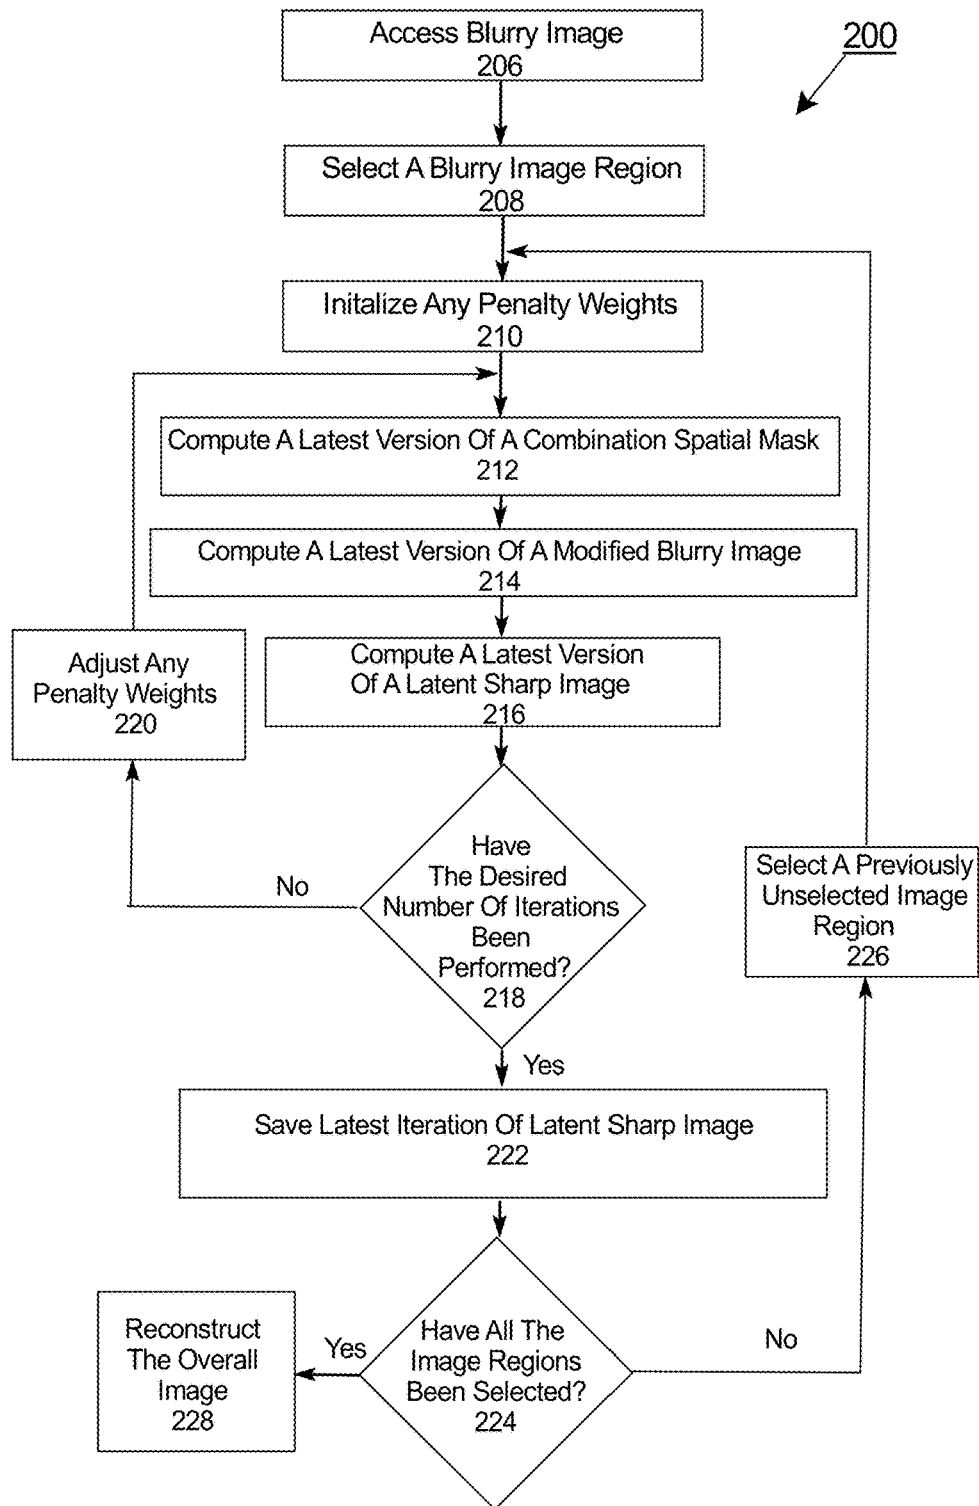 Access Blurry Image
206
200
Select A Blurry Image Region
208
Initalize Any Penalty Weights
210
Compute A Latest Version Of A Combination Spatial Mask
212
Compute A Latest Version Of A Modified Blurry Image
214
Compute A Latest Version
Of A Latent Sharp Image
216
Adjust Any
Penalty Weights
220
Have
The Desired
Number Of Iterations
Been
Performed?
218
No
Select A Previously
Unselected Image
Region
226
Yes
Save Latest Iteration Of Latent Sharp Image
222
Have All The
Image Regions
Been Selected?
224
Yes
No
Reconstruct
The Overall
Image
228